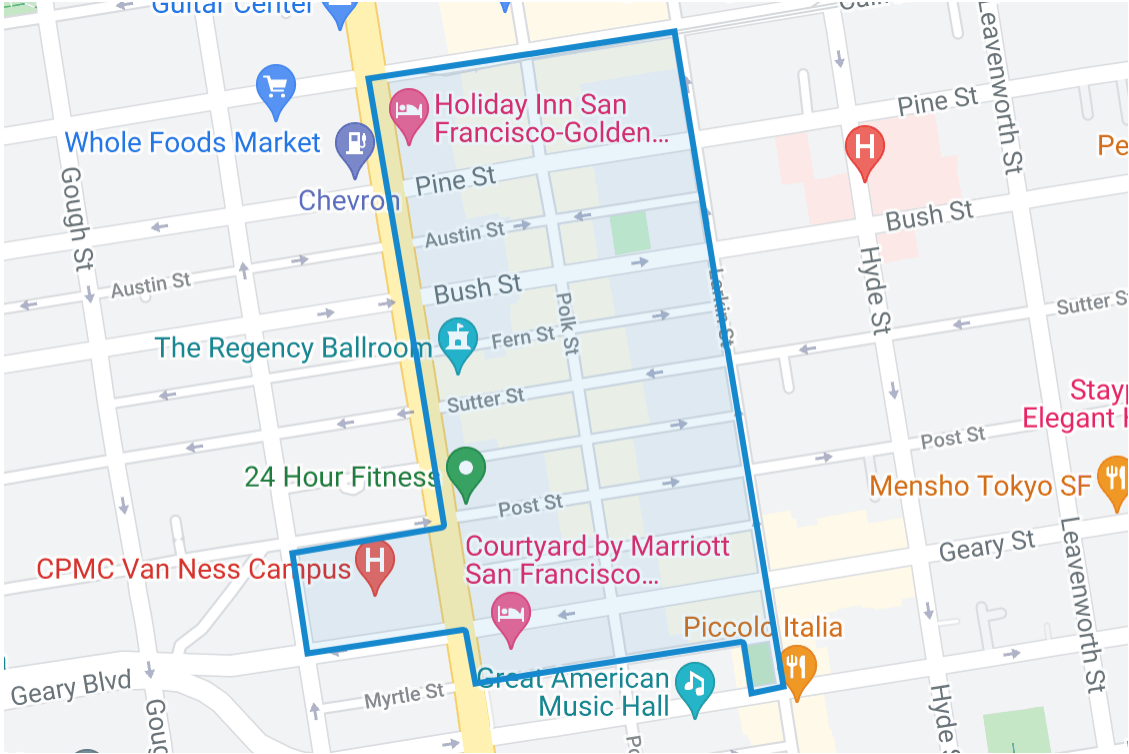 Guitar Center
Holiday Inn San
Francisco-Golden...
Whole Foods Market
Chevron
Pine St
Leavenworth St
Pine St
H
Pe
Gough St
Austin St
Bush St
Austin St
Bush St
Hyde St
Larkin St
Polk St
Sutter S
The Regency Ballroom
Fern St
Sutter St
Stayp
Elegant H
24 Hour Fitness
Post St
Post St
Mensho Tokyo SF
Courtyard by Marriott
San Francisco...
Geary St
Leavenworth St
CPMC Van Ness Campus
H
Piccolo Italia
Geary Blvd
Myrtle St
Great American
Music Hall
Goug
Hyde S
Po